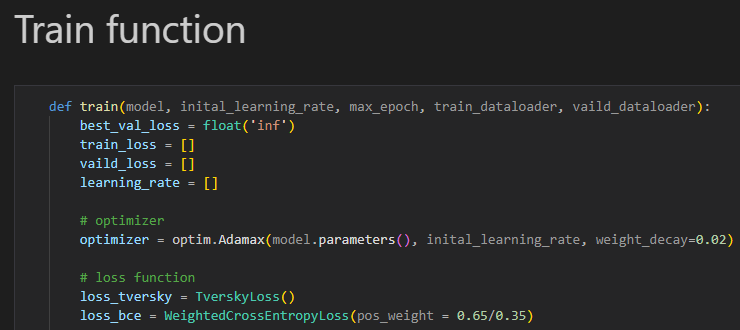 Train function
def train(model, inital_learning_rate, max_epoch, train_dataloader, vaild_dataloader):
best_val_loss = float('inf')
train_loss = []
vaild_loss = []
learning_rate = []
# optimizer
optimizer = optim.Adamax(model.parameters(), inital_learning_rate, weight_decay=0.02)
# loss function
loss_tversky = TverskyLoss()
loss_bce = WeightedCrossEntropyLoss(pos_weight = 0.65/0.35)